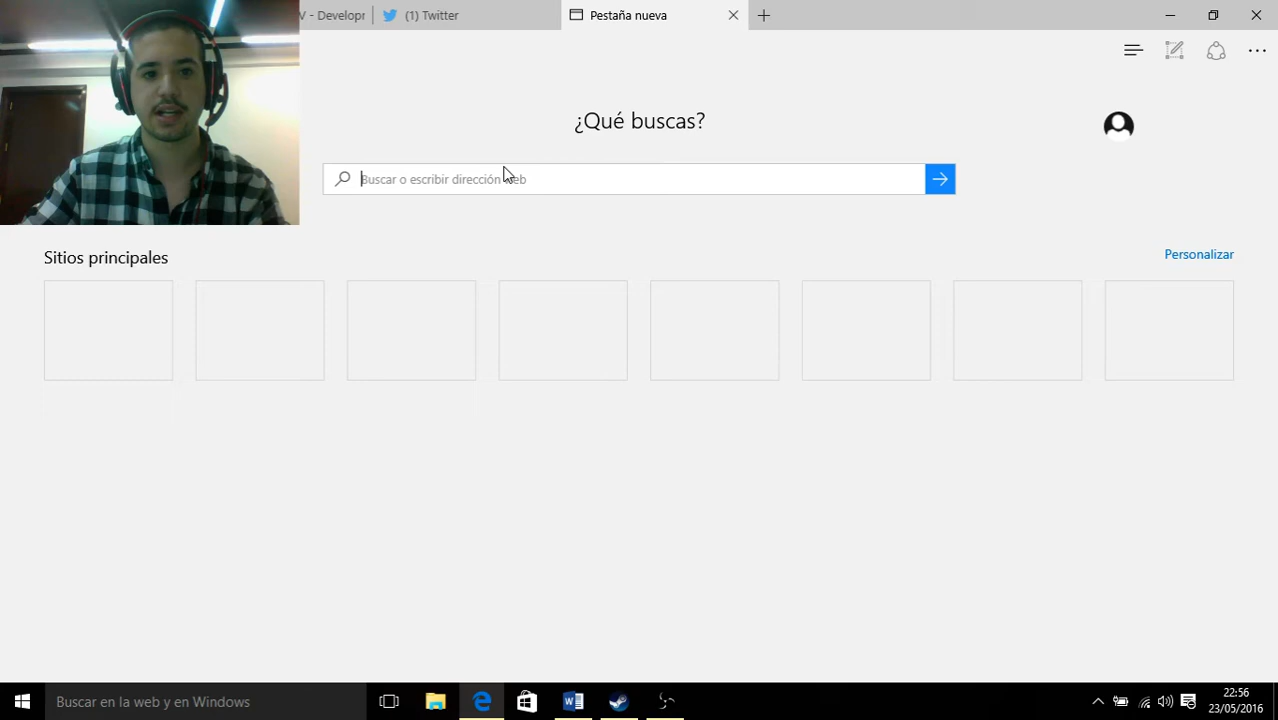 V - Developr
(1) Twitter
Pestaña nueva
¿Qué buscas?
Buscar o escribir dirección web
Sitios principales
Personalizar
Buscar en la web y en Windows
22:56
23/05/2016